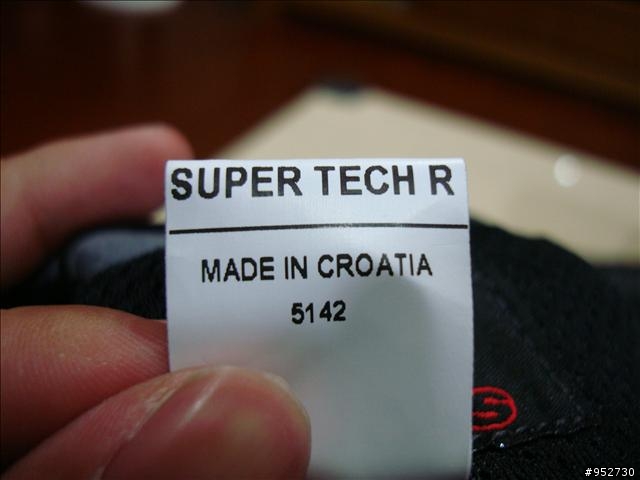 SUPER TECH R
MADE IN CROATIA
5142
#952730